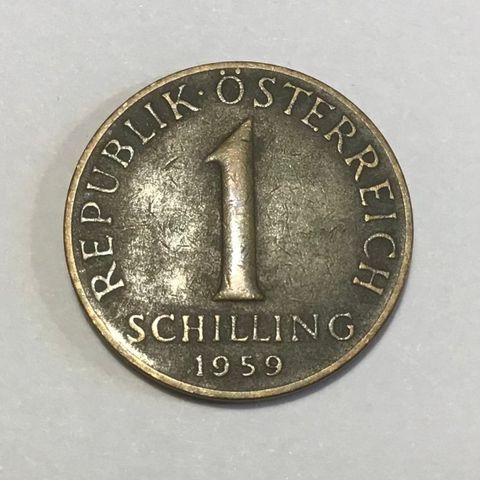 REPUBLIK · ÖSTERREICH
1
SCHILLING
1959